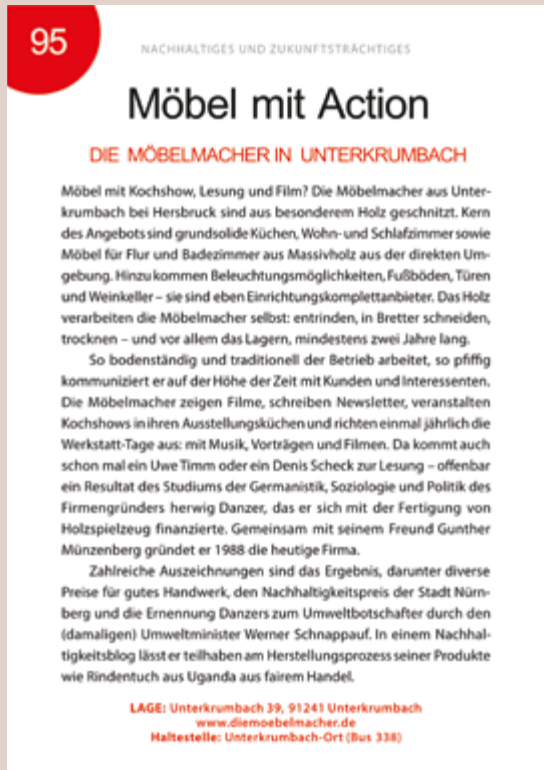 95
NACHHALTIGES UND ZUKUNFTSTRÄCHTIGES
Möbel mit Action
DIE MÖBELMACHER IN UNTERKRUMBACH
Möbel mit Kochshow, Lesung und Film? Die Möbelmacher aus Unter-
krumbach bei Hersbruck sind aus besonderem Holz geschnitzt. Kern
des Angebots sind grundsolide Küchen, Wohn- und Schlafzimmer sowie
Möbel für Flur und Badezimmer aus Massivholz aus der direkten Um-
gebung. Hinzu kommen Beleuchtungsmöglichkeiten, Fußböden, Türen
und Weinkeller – sie sind eben Einrichtungskomplettanbieter. Das Holz
verarbeiten die Möbelmacher selbst: entrinden, in Bretter schneiden,
trocknen – und vor allem das Lagern, mindestens zwei Jahre lang.
So bodenständig und traditionell der Betrieb arbeitet, so pfiffig
kommuniziert er auf der Höhe der Zeit mit Kunden und Interessenten.
Die Möbelmacher zeigen Filme, schreiben Newsletter, veranstalten
Kochshows in ihren Ausstellungsküchen und richten einmal jährlich die
Werkstatt-Tage aus: mit Musik, Vorträgen und Filmen. Da kommt auch
schon mal ein Uwe Timm oder ein Denis Scheck zur Lesung – offenbar
ein Resultat des Studiums der Germanistik, Soziologie und Politik des
Firmengründers herwig Danzer, das er sich mit der Fertigung von
Holzspielzeug finanzierte. Gemeinsam mit seinem Freund Gunther
Münzenberg gründet er 1988 die heutige Firma.
Zahlreiche Auszeichnungen sind das Ergebnis, darunter diverse
Preise für gutes Handwerk, den Nachhaltigkeitspreis der Stadt Nürn-
berg und die Ernennung Danzers zum Umweltbotschafter durch den
(damaligen) Umweltminister Werner Schnappauf. In einem Nachhal-
tigkeitsblog lässt er teilhaben am Herstellungsprozess seiner Produkte
wie Rindentuch aus Uganda aus fairem Handel.
LAGE: Unterkrumbach 39, 91241 Unterkrumbach
www.diemoebelmacher.de
Haltestelle: Unterkrumbach-Ort (Bus 338)